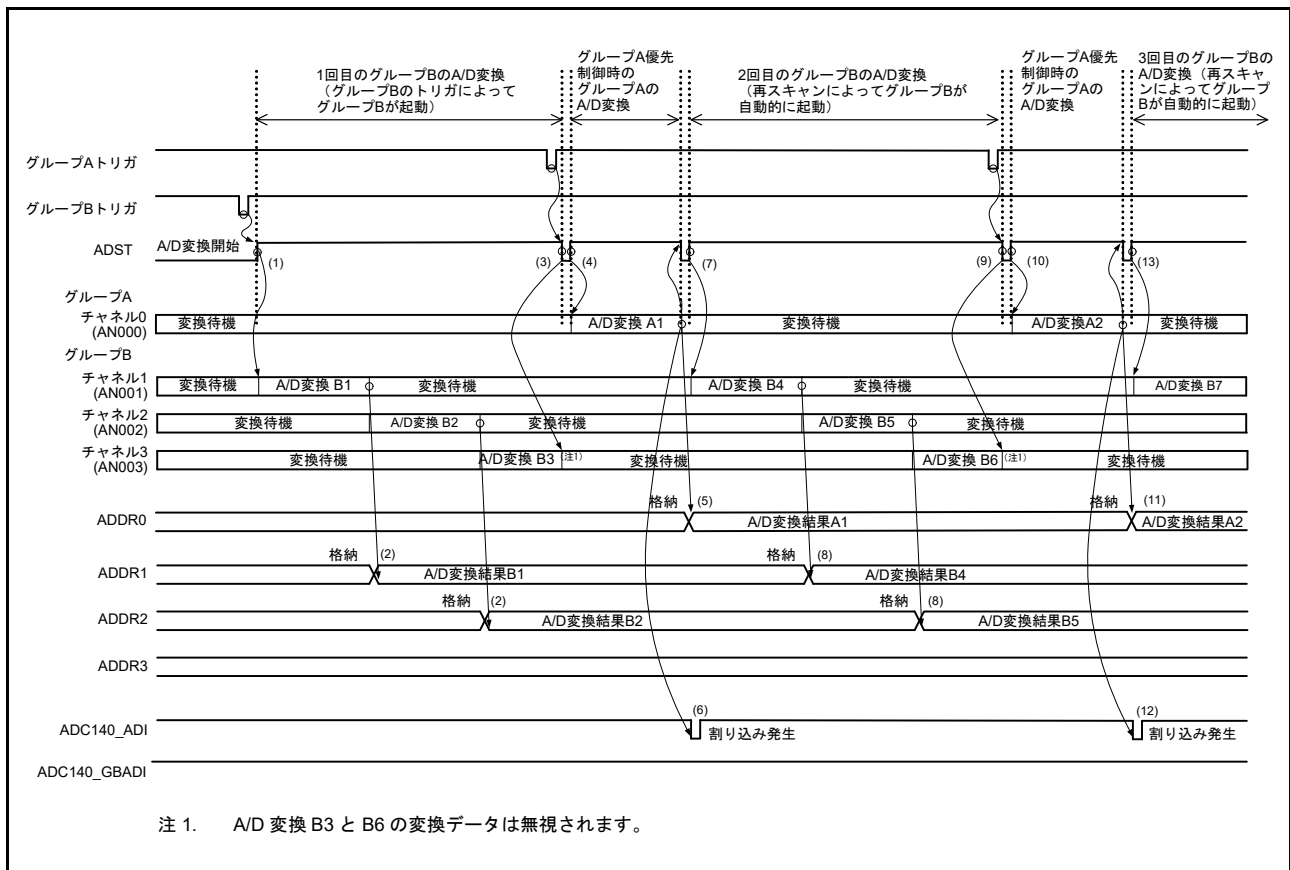 1回目のグループBのA/D変換
（グループBのトリガによって
グループBが起動）
グループA優先
制御時の
グループAの
A/D変換
2回目のグループBのA/D変換
（再スキャンによってグループBが
自動的に起動）
グループA優先
制御時の
グループAの
A/D変換
3回目のグループBの
A/D変換（再スキャ
ンによってグループ
Bが自動的に起動）
グループAトリガ
グループBトリガ
ADST
A/D変換開始
(1)
(3)
(4)
(7)
(9)
(10)
(13)
グループA
チャネル0
(AN000)
変換待機
A/D変換 A1
変換待機
A/D変換A2
変換待機
グループB
チャネル1
(AN001)
変換待機
A/D変換 B1
変換待機
A/D変換 B4
変換待機
A/D変換 B7
チャネル2
(AN002)
変換待機
A/D変換 B2
変換待機
A/D変換 B5
チャネル3
(AN003)
変換待機
A/D変換 B3
(注1)
変換待機
A/D変換 B6
(注1)
変換待機
ADDR0
格納
(5)
A/D変換結果A1
格納
(11)
A/D変換結果A2
ADDR1
格納
(2)
A/D変換結果B1
格納
(8)
A/D変換結果B4
ADDR2
格納
(2)
A/D変換結果B2
格納
(8)
A/D変換結果B5
ADDR3
ADC140_ADI
(6)
割り込み発生
(12)
割り込み発生
ADC140_GBADI
注 1. A/D 変換 B3 と B6 の変換データは無視されます。